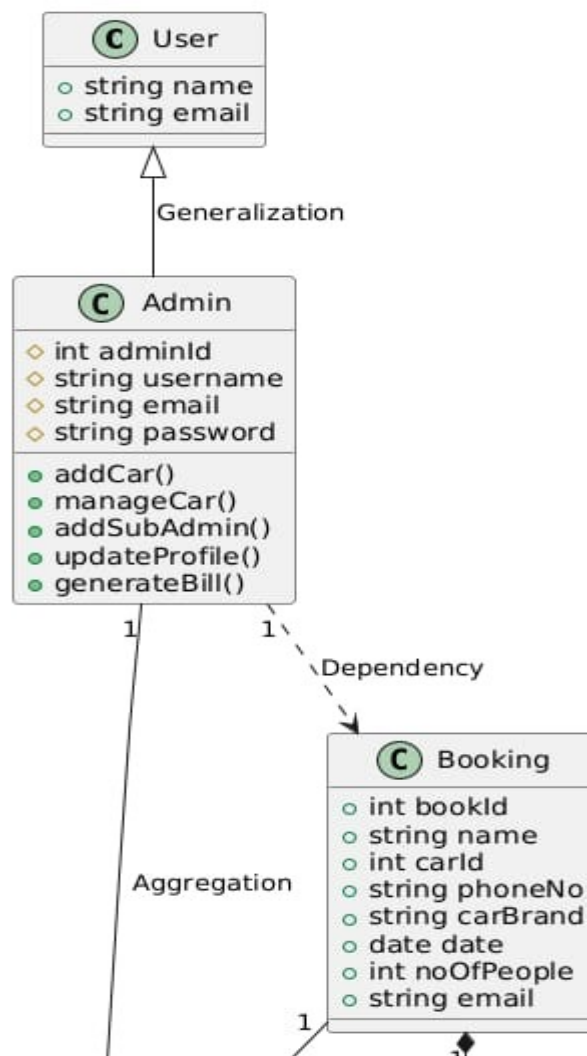 C User
string name
string email
Generalization
C Admin
int adminId
string username
string email
string password
addCar()
manageCar()
addSubAdmin()
updateProfile()
generateBill()
1
1
Dependency
C Booking
int bookId
string name
int carId
string phoneNo
string carBrand
date date
int noOfPeople
string email
Aggregation
1